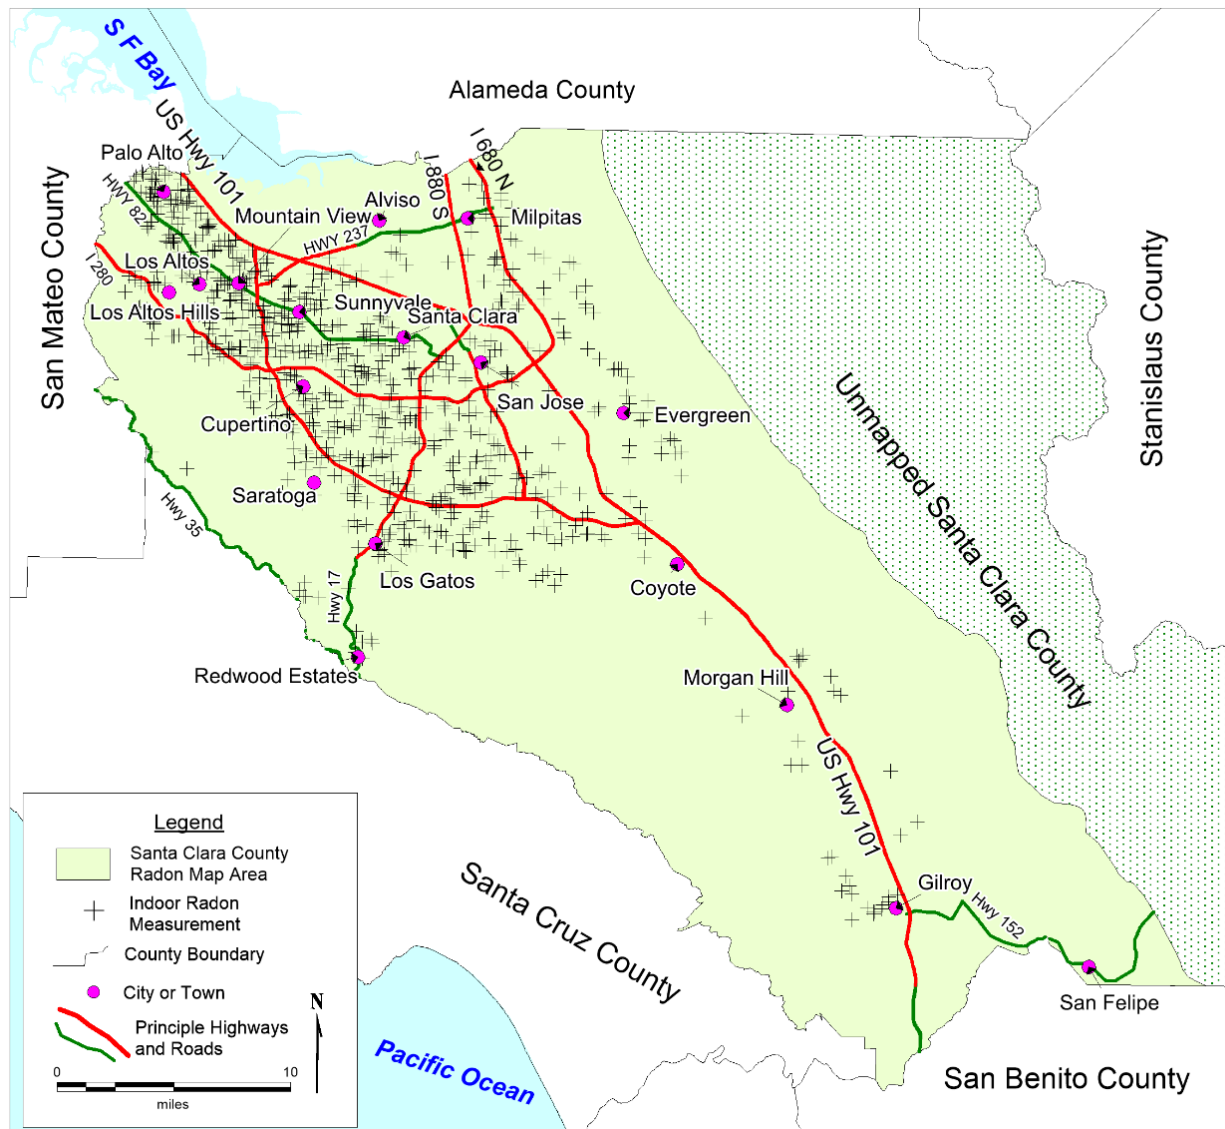 S F Bay
Alameda County
US Hwy 101
I 680 N
I 880 S
Palo Alto
HWY 82
San Mateo County
Mountain View
Alviso
Milpitas
HWY 237
Los Altos
I 280
Los Altos Hills
Sunnyvale
Santa Clara
Stanislaus County
Unmapped Santa Clara County
San Jose
Evergreen
Cupertino
Saratoga
Hwy 35
Los Gatos
Coyote
Hwy 17
Redwood Estates
Morgan Hill
US Hwy 101
Gilroy
Hwy 152
San Felipe
Santa Cruz County
San Benito County
Pacific Ocean
Legend
Santa Clara County
Radon Map Area
Indoor Radon
Measurement
County Boundary
City or Town
N
Principle Highways
and Roads
0 10
miles